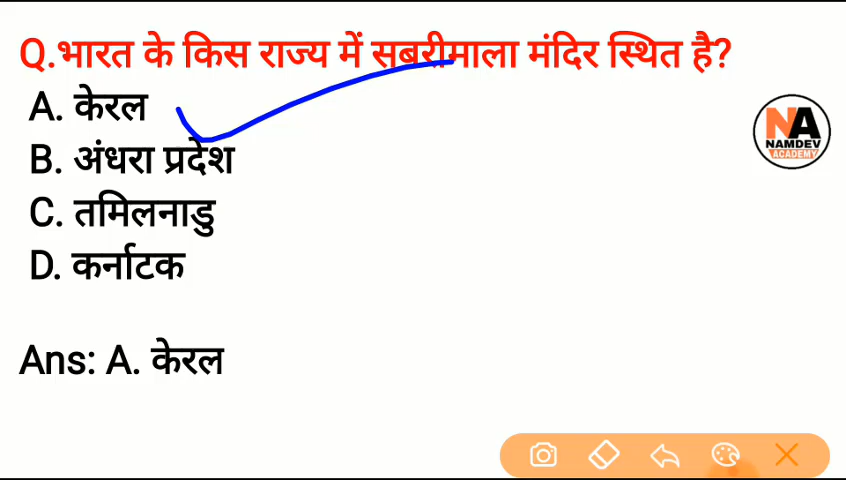 Q.भारत के किस राज्य में सबरीमाला मंदिर स्थित है?
A. केरल
B. अंधरा प्रदेश
C. तमिलनाडु
D. कर्नाटक
NA
NAMDEV
ACADEMY
Ans: A. केरल